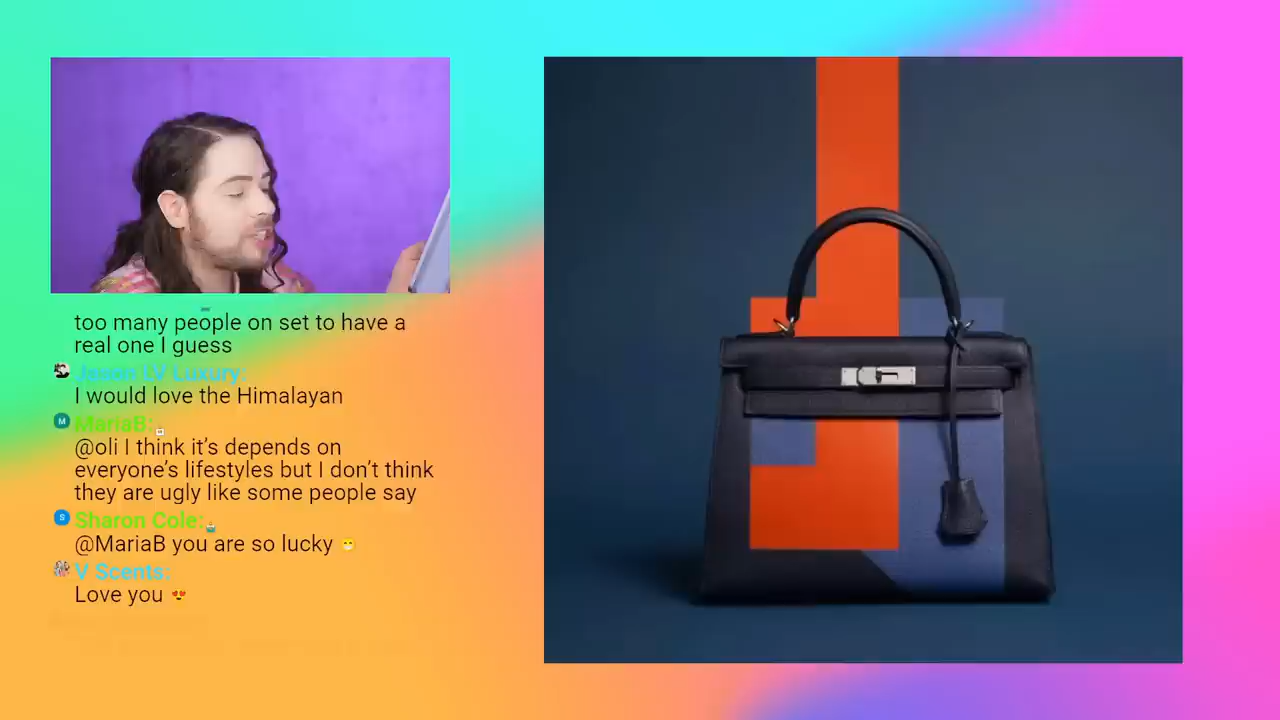 too many people on set to have a
real one I guess
Jason LV Luxury:
I would love the Himalayan
M
MariaB:
@oli I think it’s depends on
everyone’s lifestyles but I don’t think
they are ugly like some people say
S
Sharon Cole:
@MariaB you are so lucky
V Scents:
Love you